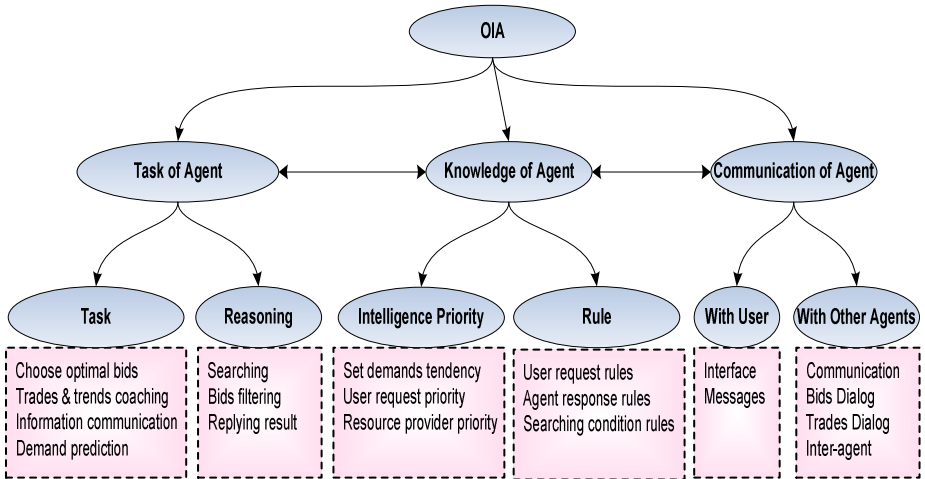 OIA
Task of Agent
Knowledge of Agent
Communication of Agent
Task
Reasoning
Intelligence Priority
Rule
With User
With Other Agents
Choose optimal bids
Trades & trends coaching
Information communication
Demand prediction
Searching
Bids filtering
Replying result
Set demands tendency
User request priority
Resource provider priority
User request rules
Agent response rules
Searching condition rules
Interface
Messages
Communication
Bids Dialog
Trades Dialog
Inter-agent